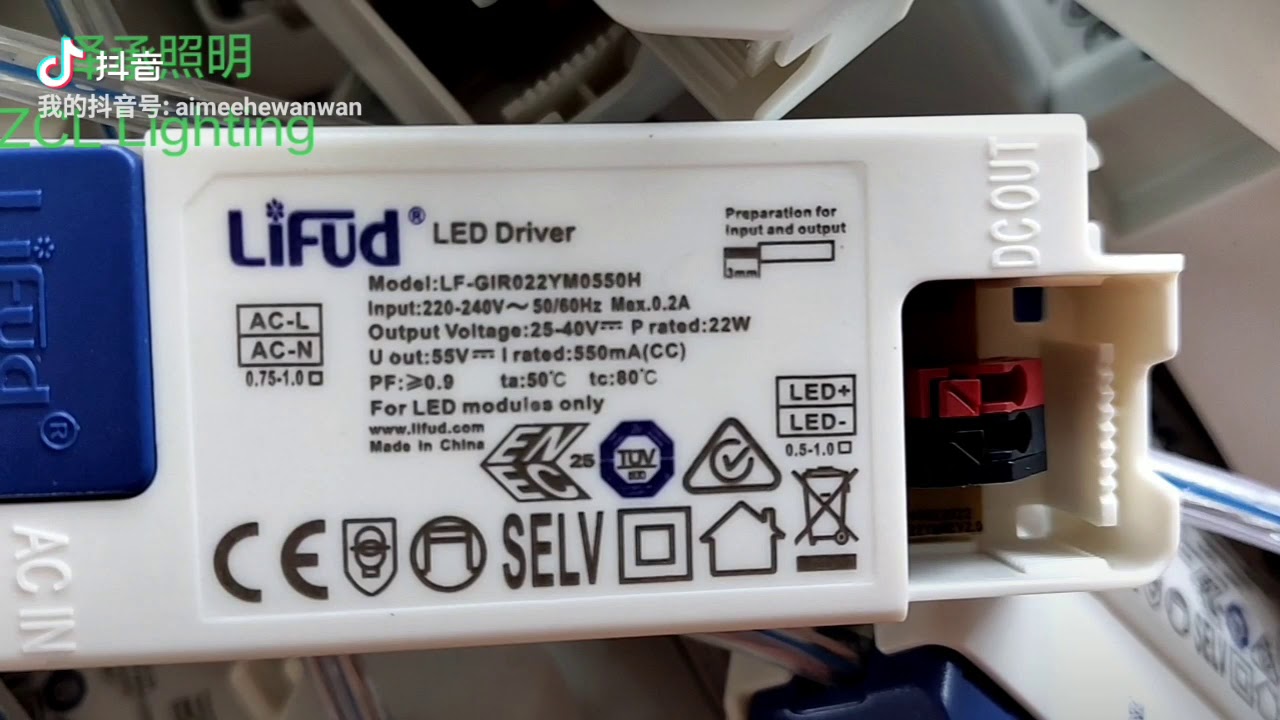 泽承照明
抖音
我的抖音号: aimeehewanwan
ZCL Lighting
LiFud® LED Driver
Preparation for
input and output
3mm
Model:LF-GIR022YM0550H
Input:220-240V～ 50/60Hz Max.0.2A
Output Voltage:25-40V⎓ P rated:22W
U out:55V⎓ I rated:550mA(CC)
PF:≥0.9 ta:50℃ tc:80℃
For LED modules only
www.lifud.com
Made in China
AC-L
AC-N
0.75-1.0□
LED+
LED-
0.5-1.0□
ENEC 25
TÜV
CE
SELV
DC OUT
AC IN
LiFud®
SELV